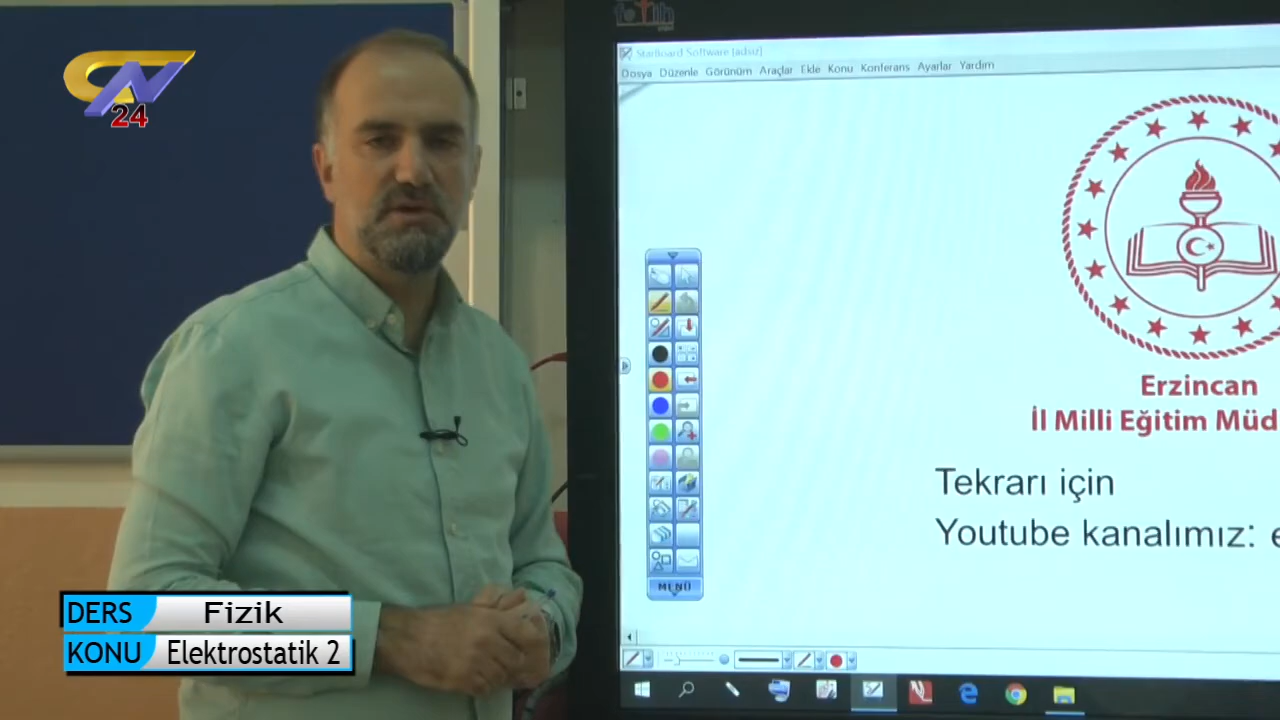 CN
24
StarBoard Software [adsız]
Dosya Düzenle Görünüm Araçlar Ekle Konu Konferans Ayarlar Yardım
Erzincan
İl Milli Eğitim Müd
Tekrarı için
Youtube kanalımız: e
MENÜ
DERS Fizik
KONU Elektrostatik 2